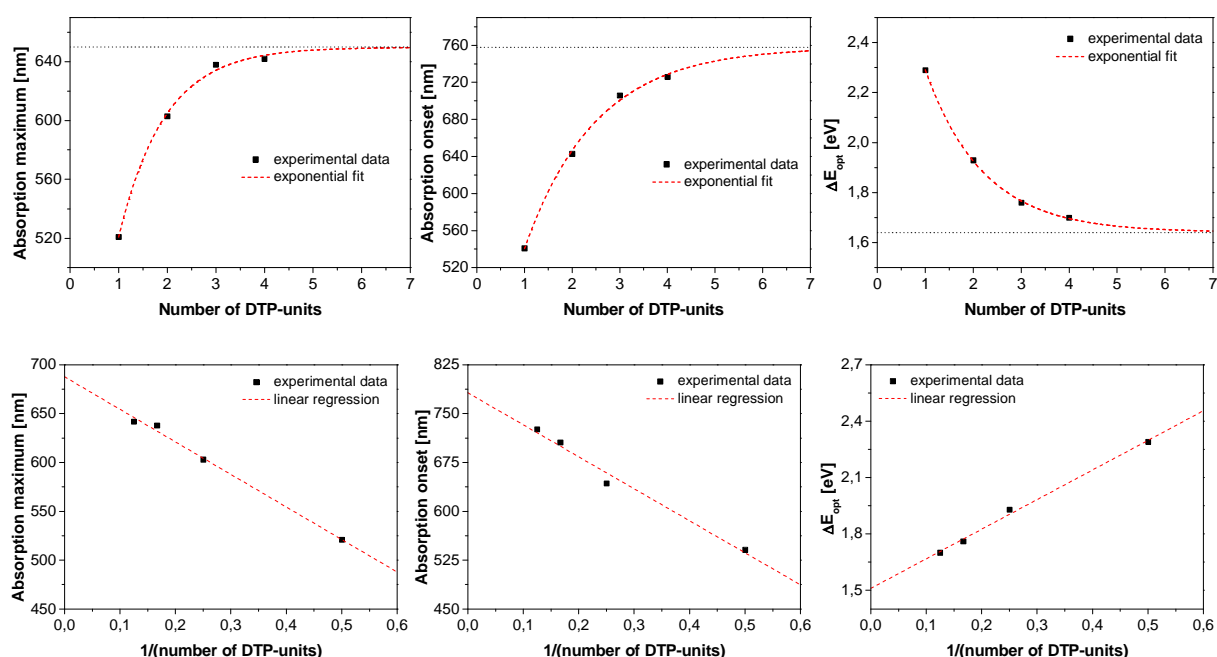 Absorption maximum [nm]
640
600
560
520
0 1 2 3 4 5 6 7
Number of DTP-units
experimental data
exponential fit
Absorption onset [nm]
760
720
680
640
600
560
520
0 1 2 3 4 5 6 7
Number of DTP-units
experimental data
exponential fit
ΔEopt [eV]
2,4
2,2
2,0
1,8
1,6
0 1 2 3 4 5 6 7
Number of DTP-units
experimental data
exponential fit
Absorption maximum [nm]
700
650
600
550
500
450
0,0 0,1 0,2 0,3 0,4 0,5 0,6
1/(number of DTP-units)
experimental data
linear regression
Absorption onset [nm]
825
750
675
600
525
450
0,0 0,1 0,2 0,3 0,4 0,5 0,6
1/(number of DTP-units)
experimental data
linear regression
ΔEopt [eV]
2,7
2,4
2,1
1,8
1,5
0,0 0,1 0,2 0,3 0,4 0,5 0,6
1/(number of DTP-units)
experimental data
linear regression